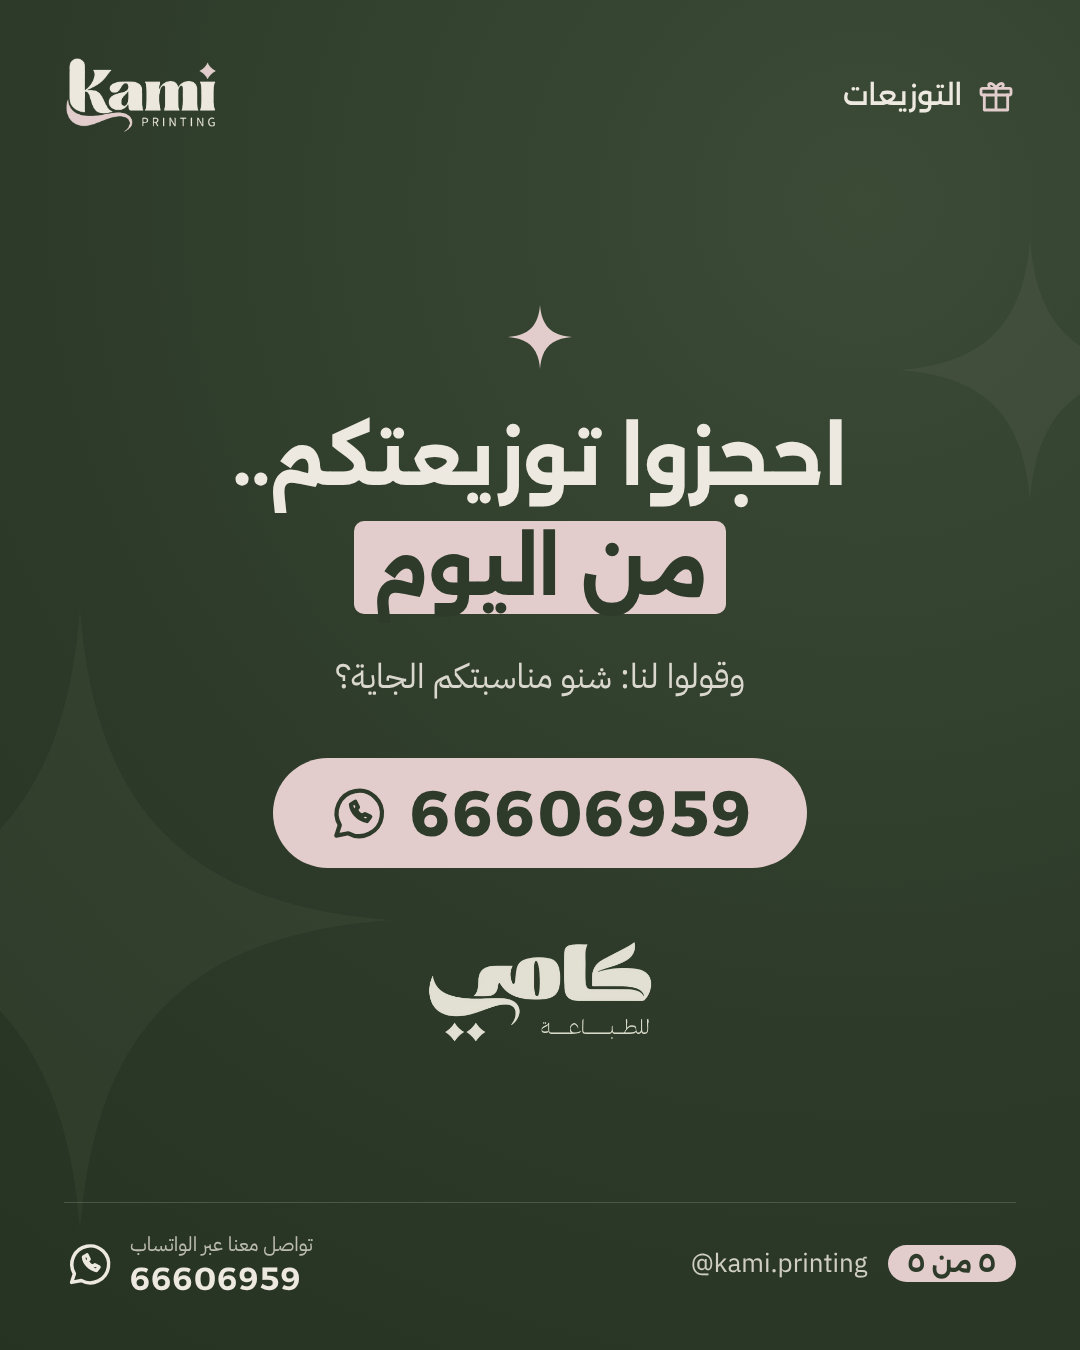 Kami
PRINTING
التوزيعات
احجزوا توزيعتكم..
من اليوم
وقولوا لنا: شنو مناسبتكم الجاية؟
66606959
كامي
للطبـاعـة
تواصل معنا عبر الواتساب
66606959
@kami.printing
٥ من ٥